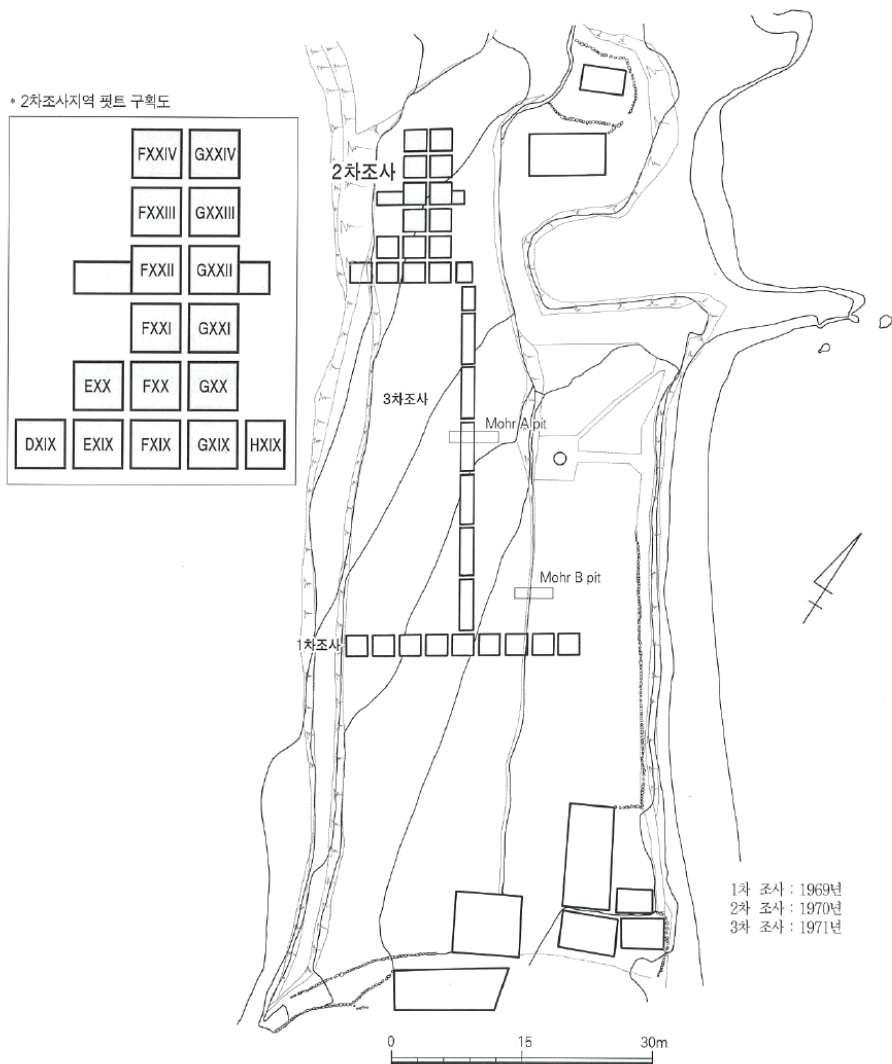 * 2차조사지역 핏트 구획도
FXXIV GXXIV
FXXIII GXXIII
FXXII GXXII
FXXI GXXI
EXX FXX GXX
DXIX EXIX FXIX GXIX HXIX
2차조사
3차조사
Mohr A pit
Mohr B pit
1차조사
1차 조사 : 1969년
2차 조사 : 1970년
3차 조사 : 1971년
0 15 30m